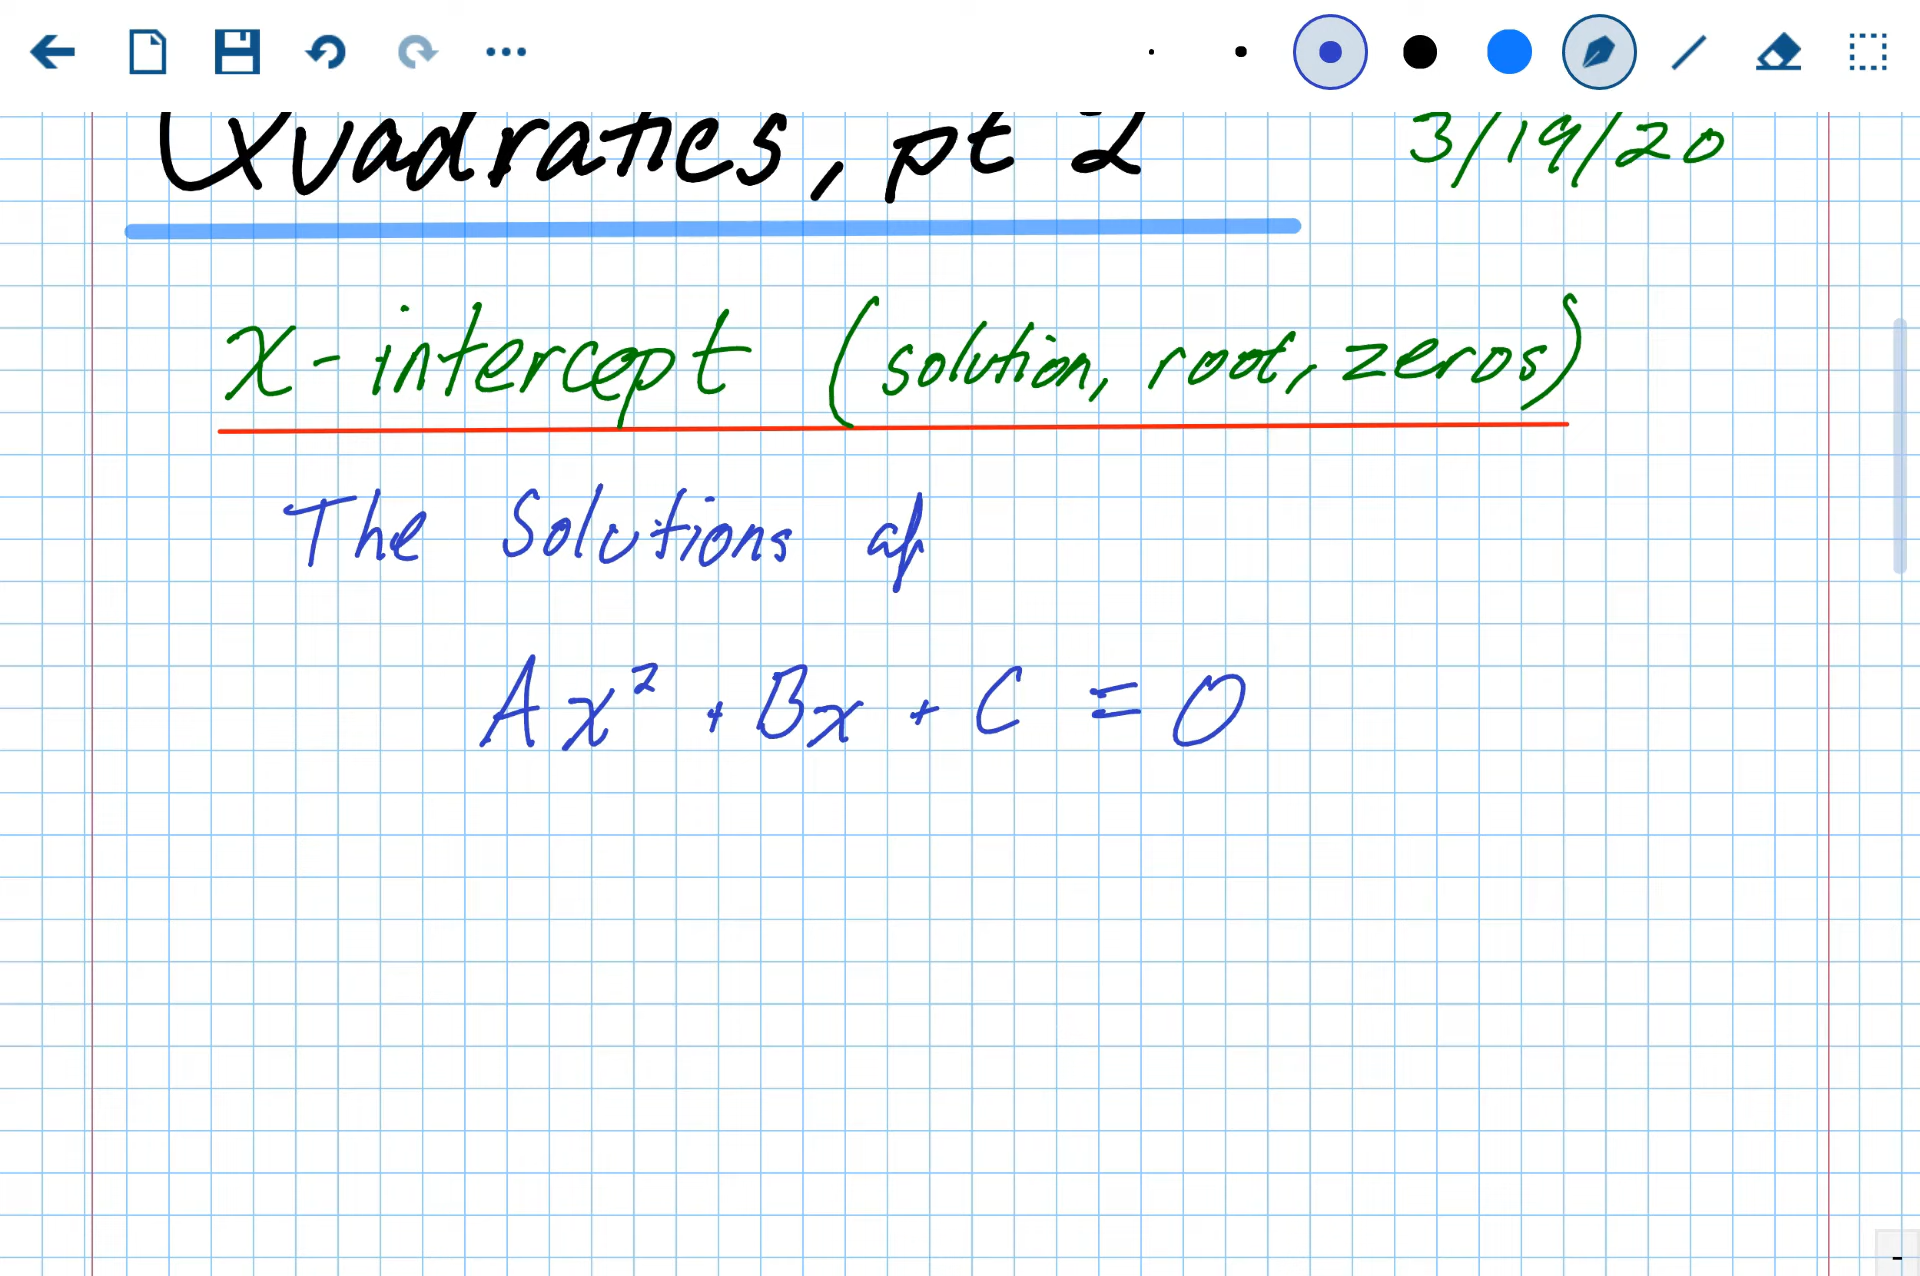 Quadratics, pt 2 3/19/20
x-intercept (solution, root, zeros)
The Solutions of
Ax² + Bx + C = 0